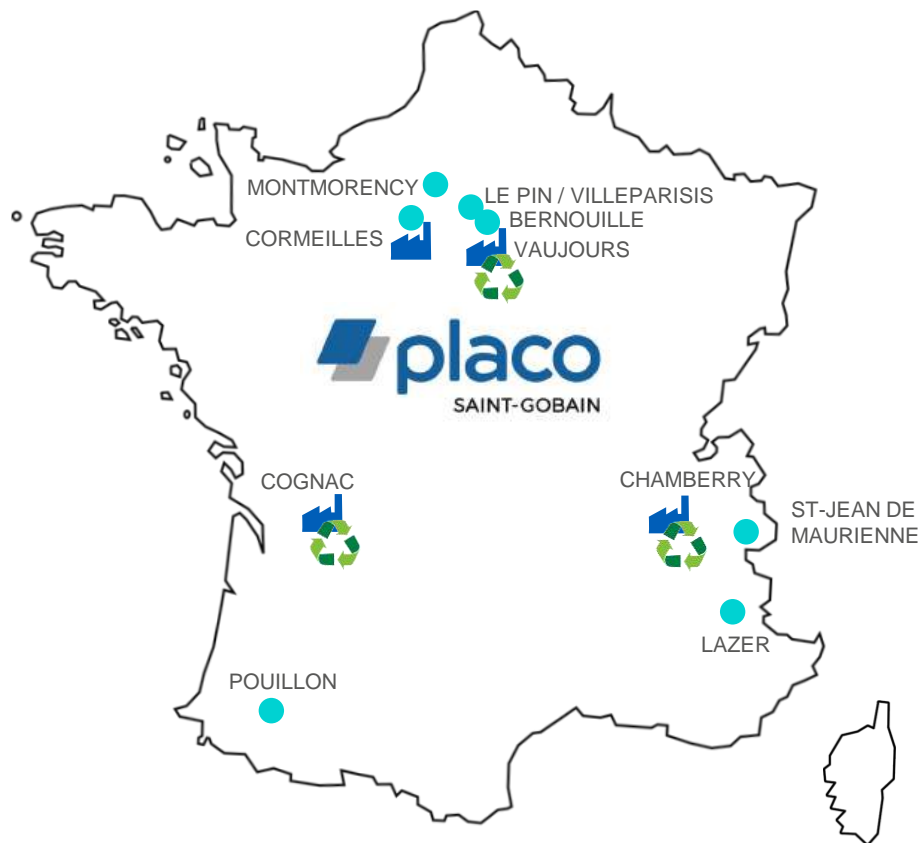 MONTMORENCY
LE PIN / VILLEPARISIS
BERNOUILLE
CORMEILLES
VAUJOURS
placo
SAINT-GOBAIN
COGNAC
CHAMBERRY
ST-JEAN DE
MAURIENNE
LAZER
POUILLON